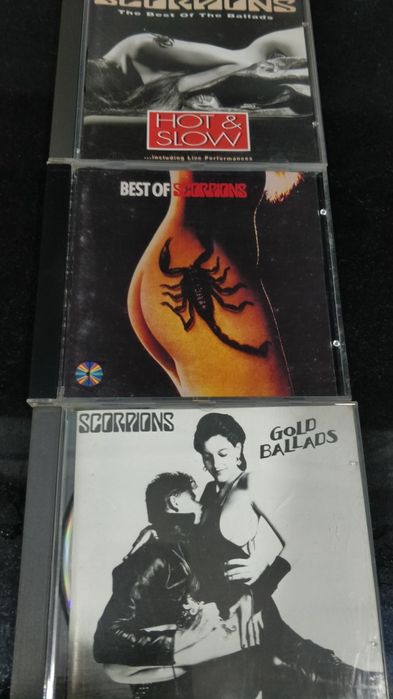 SCORPIONS
The Best Of The Ballads
HOT &
SLOW
...Including Live Performances
BEST OF SCORPIONS
SCORPIONS
GOLD
BALLADS